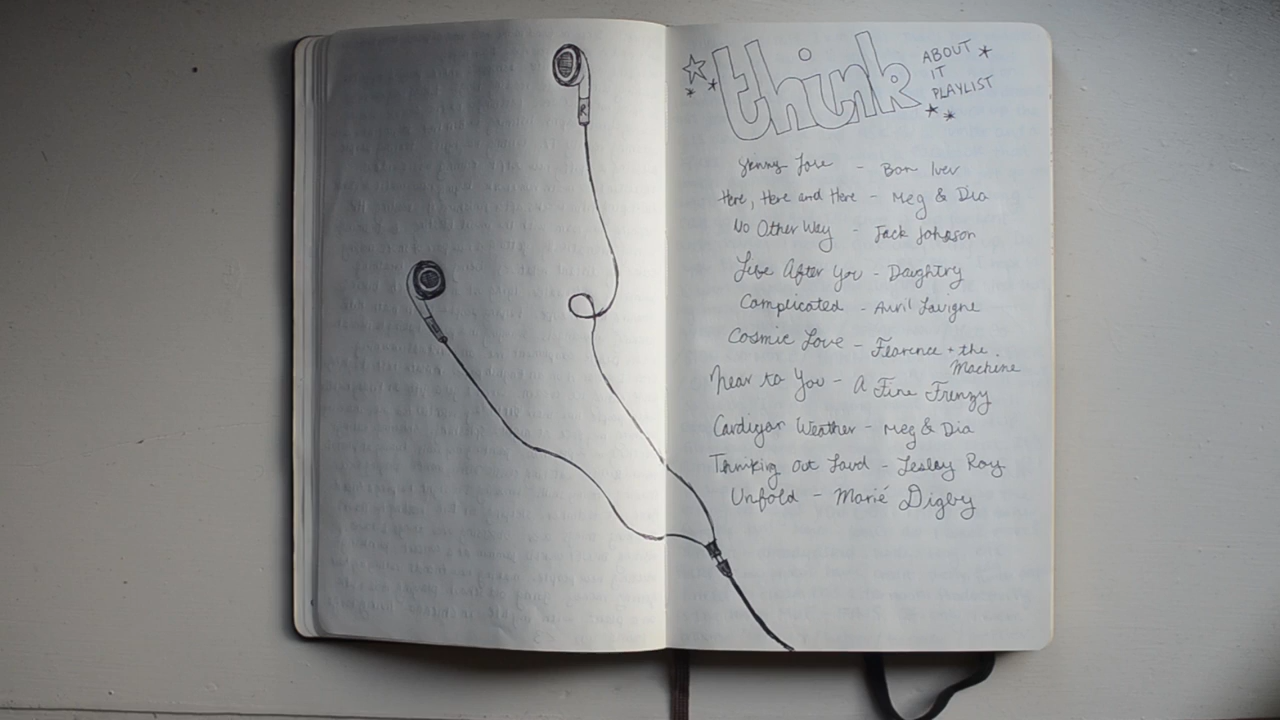 think
ABOUT
IT
PLAYLIST
Skinny Love - Bon Iver
Here, Here and Here - Meg & Dia
No Other Way - Jack Johnson
Life After You - Daughtry
Complicated - Avril Lavigne
Cosmic Love - Florence + the
Machine
Near to You - A Fine Frenzy
Cardigan Weather - Meg & Dia
Thinking Out Loud - Lesley Roy
Unfold - Marié Digby
R